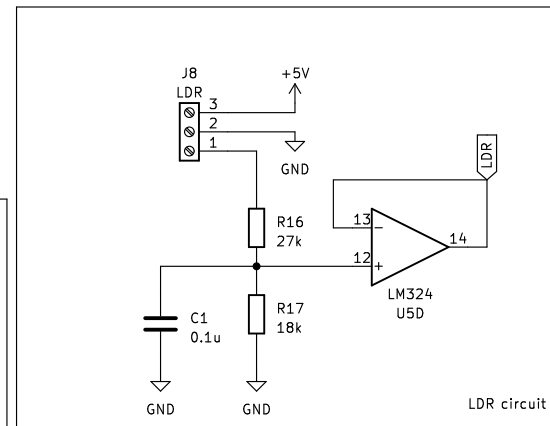 J8
LDR
+5V
3
2
1
GND
LDR
R16
27k
13
-
14
12
+
LM324
U5D
C1
0.1u
R17
18k
GND
GND
LDR circuit